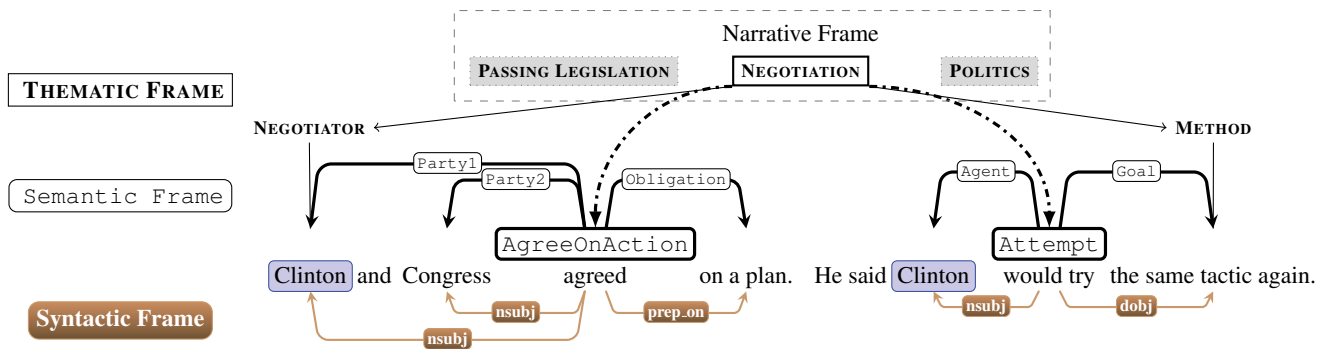 Narrative Frame
PASSING LEGISLATION NEGOTIATION POLITICS
THEMATIC FRAME
NEGOTIATOR METHOD
Party1
Party2 Obligation Agent Goal
Semantic Frame
AgreeOnAction Attempt
Clinton and Congress agreed on a plan. He said Clinton would try the same tactic again.
nsubj prep_on nsubj dobj
Syntactic Frame
nsubj